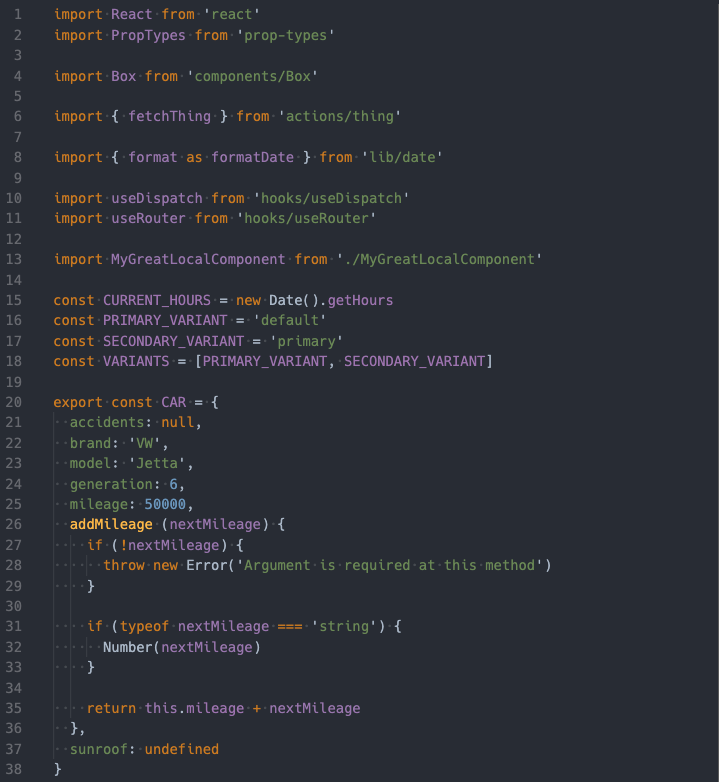 1 import React from 'react'
2 import PropTypes from 'prop-types'
3
4 import Box from 'components/Box'
5
6 import { fetchThing } from 'actions/thing'
7
8 import { format as formatDate } from 'lib/date'
9
10 import useDispatch from 'hooks/useDispatch'
11 import useRouter from 'hooks/useRouter'
12
13 import MyGreatLocalComponent from './MyGreatLocalComponent'
14
15 const CURRENT_HOURS = new Date().getHours
16 const PRIMARY_VARIANT = 'default'
17 const SECONDARY_VARIANT = 'primary'
18 const VARIANTS = [PRIMARY_VARIANT, SECONDARY_VARIANT]
19
20 export const CAR = {
21   accidents: null,
22   brand: 'VW',
23   model: 'Jetta',
24   generation: 6,
25   mileage: 50000,
26   addMileage (nextMileage) {
27     if (!nextMileage) {
28       throw new Error('Argument is required at this method')
29     }
30
31     if (typeof nextMileage === 'string') {
32       Number(nextMileage)
33     }
34
35     return this.mileage + nextMileage
36   },
37   sunroof: undefined
38 }